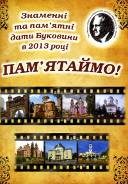 Знаменні
та пам'ятні
дати Буковини
в 2013 році
ПАМ'ЯТАЙМО!